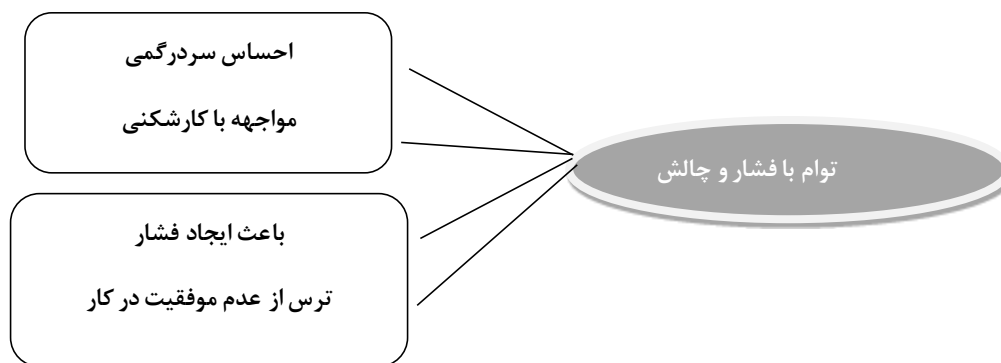 احساس سردرگمی
مواجهه با کارشکنی
توام با فشار و چالش
باعث ایجاد فشار
ترس از عدم موفقیت در کار